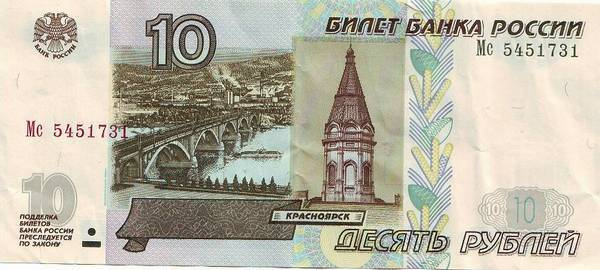 10
БИЛЕТ БАНКА РОССИИ
БАНК РОССИИ
Мс 5451731
Мс 5451731
10
ПОДДЕЛКА
БИЛЕТОВ
БАНКА РОССИИ
ПРЕСЛЕДУЕТСЯ
ПО ЗАКОНУ
КРАСНОЯРСК
10 10 10
ДЕСЯТЬ РУБЛЕЙ